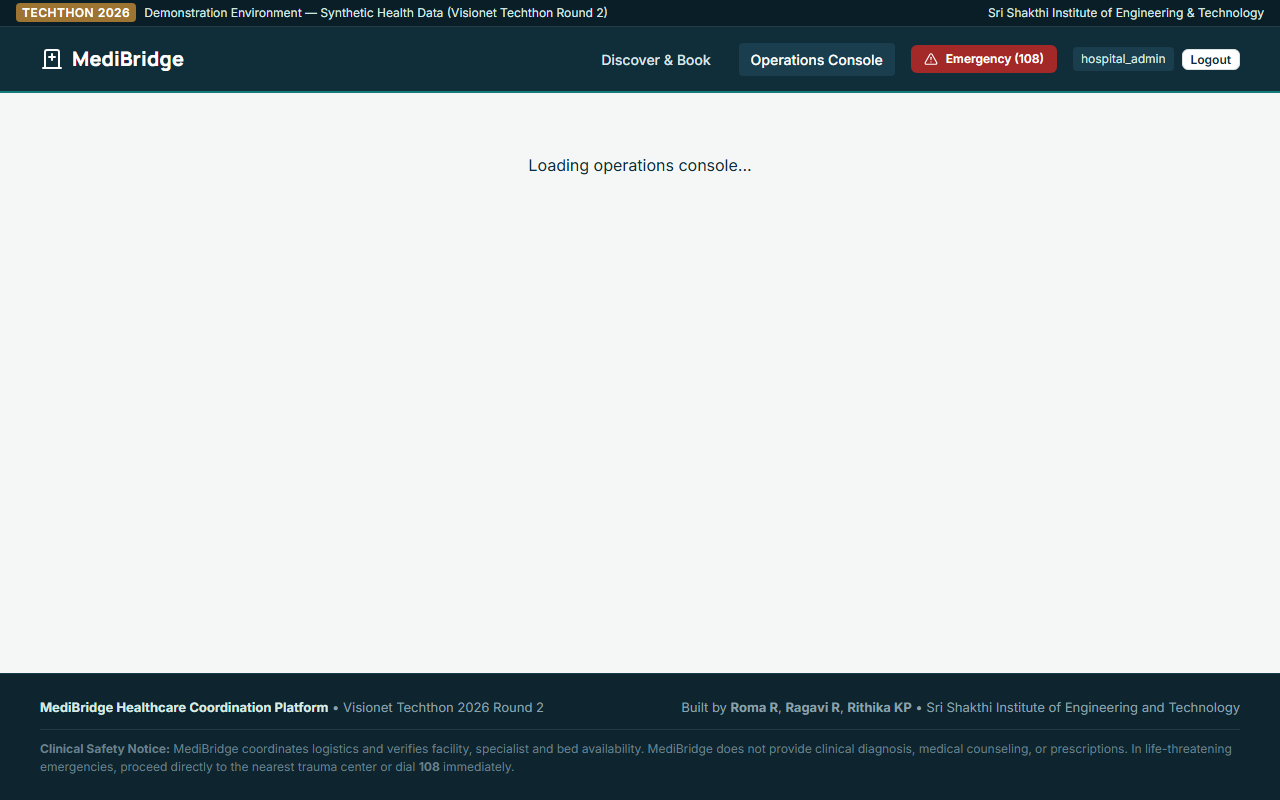 TECHTHON 2026 Demonstration Environment — Synthetic Health Data (Visionet Techthon Round 2) Sri Shakthi Institute of Engineering & Technology
MediBridge Discover & Book Operations Console Emergency (108) hospital_admin Logout
Loading operations console...
MediBridge Healthcare Coordination Platform • Visionet Techthon 2026 Round 2 Built by Roma R, Ragavi R, Rithika KP • Sri Shakthi Institute of Engineering and Technology
Clinical Safety Notice: MediBridge coordinates logistics and verifies facility, specialist and bed availability. MediBridge does not provide clinical diagnosis, medical counseling, or prescriptions. In life-threatening
emergencies, proceed directly to the nearest trauma center or dial 108 immediately.